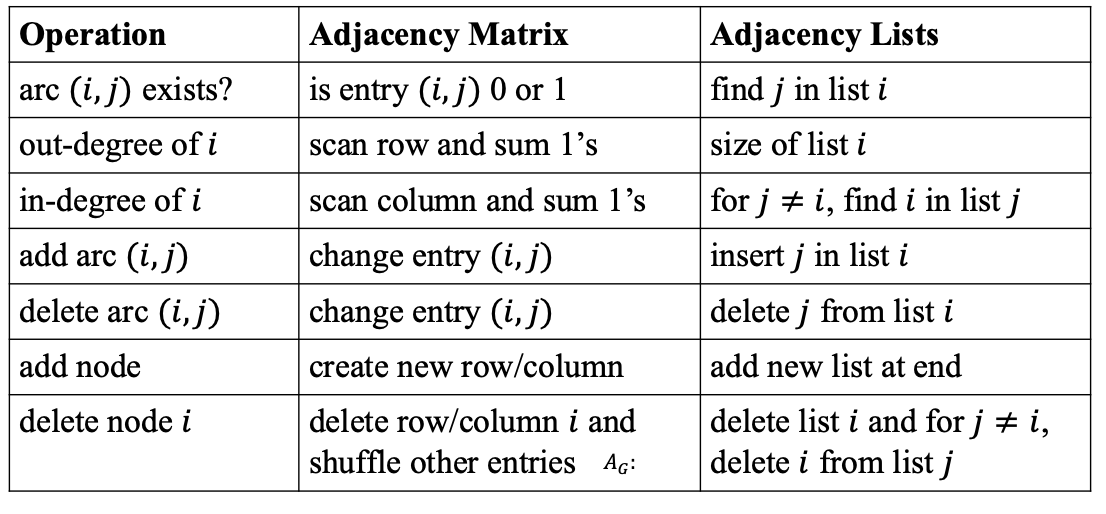 Operation Adjacency Matrix Adjacency Lists
arc (i, j) exists? is entry (i, j) 0 or 1 find j in list i
out-degree of i scan row and sum 1’s size of list i
in-degree of i scan column and sum 1’s for j ≠ i, find i in list j
add arc (i, j) change entry (i, j) insert j in list i
delete arc (i, j) change entry (i, j) delete j from list i
add node create new row/column add new list at end
delete node i delete row/column i and delete list i and for j ≠ i,
shuffle other entries A_G: delete i from list j